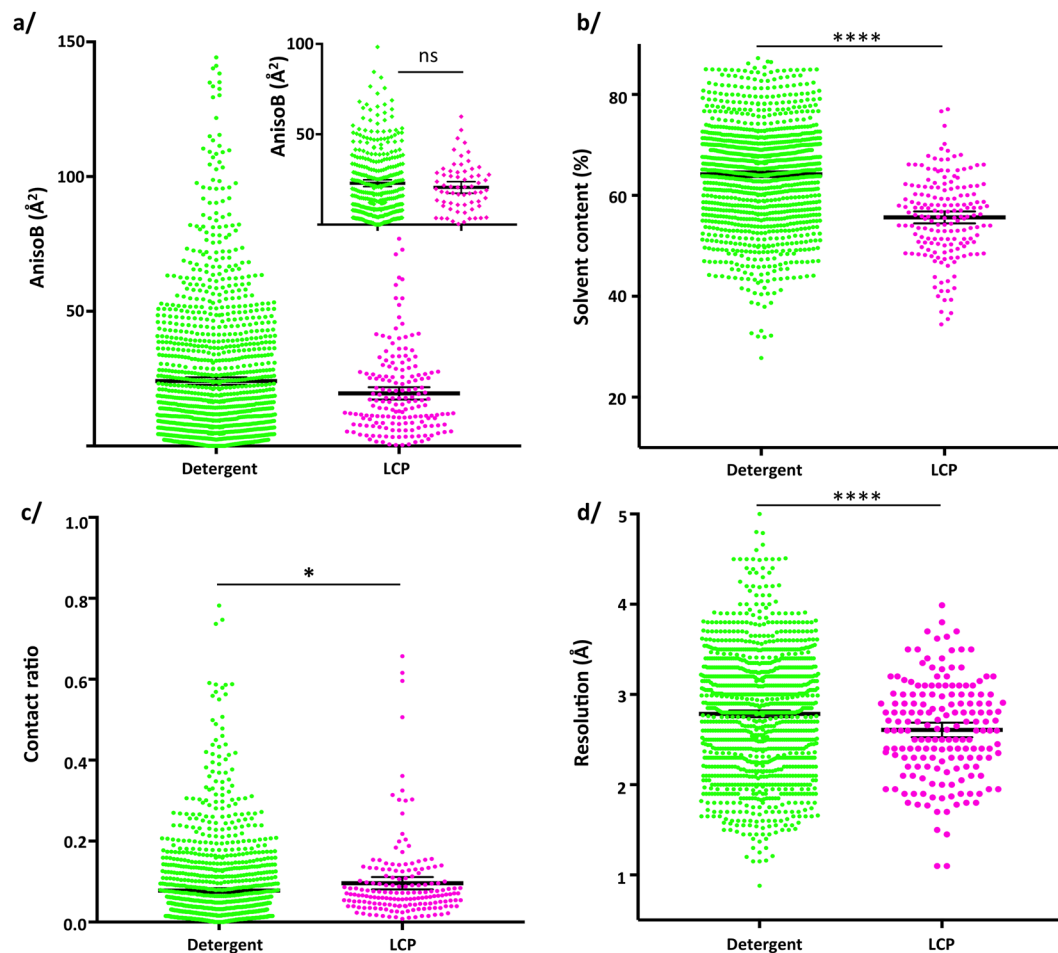 a/
AnisoB (Å²)
150
100
50
Detergent
LCP
AnisoB (Å²)
100
50
ns
b/
****
Solvent content (%)
80
60
40
20
Detergent
LCP
c/
Contact ratio
1.0
0.8
0.6
0.4
0.2
0.0
*
Detergent
LCP
d/
****
Resolution (Å)
5
4
3
2
1
Detergent
LCP